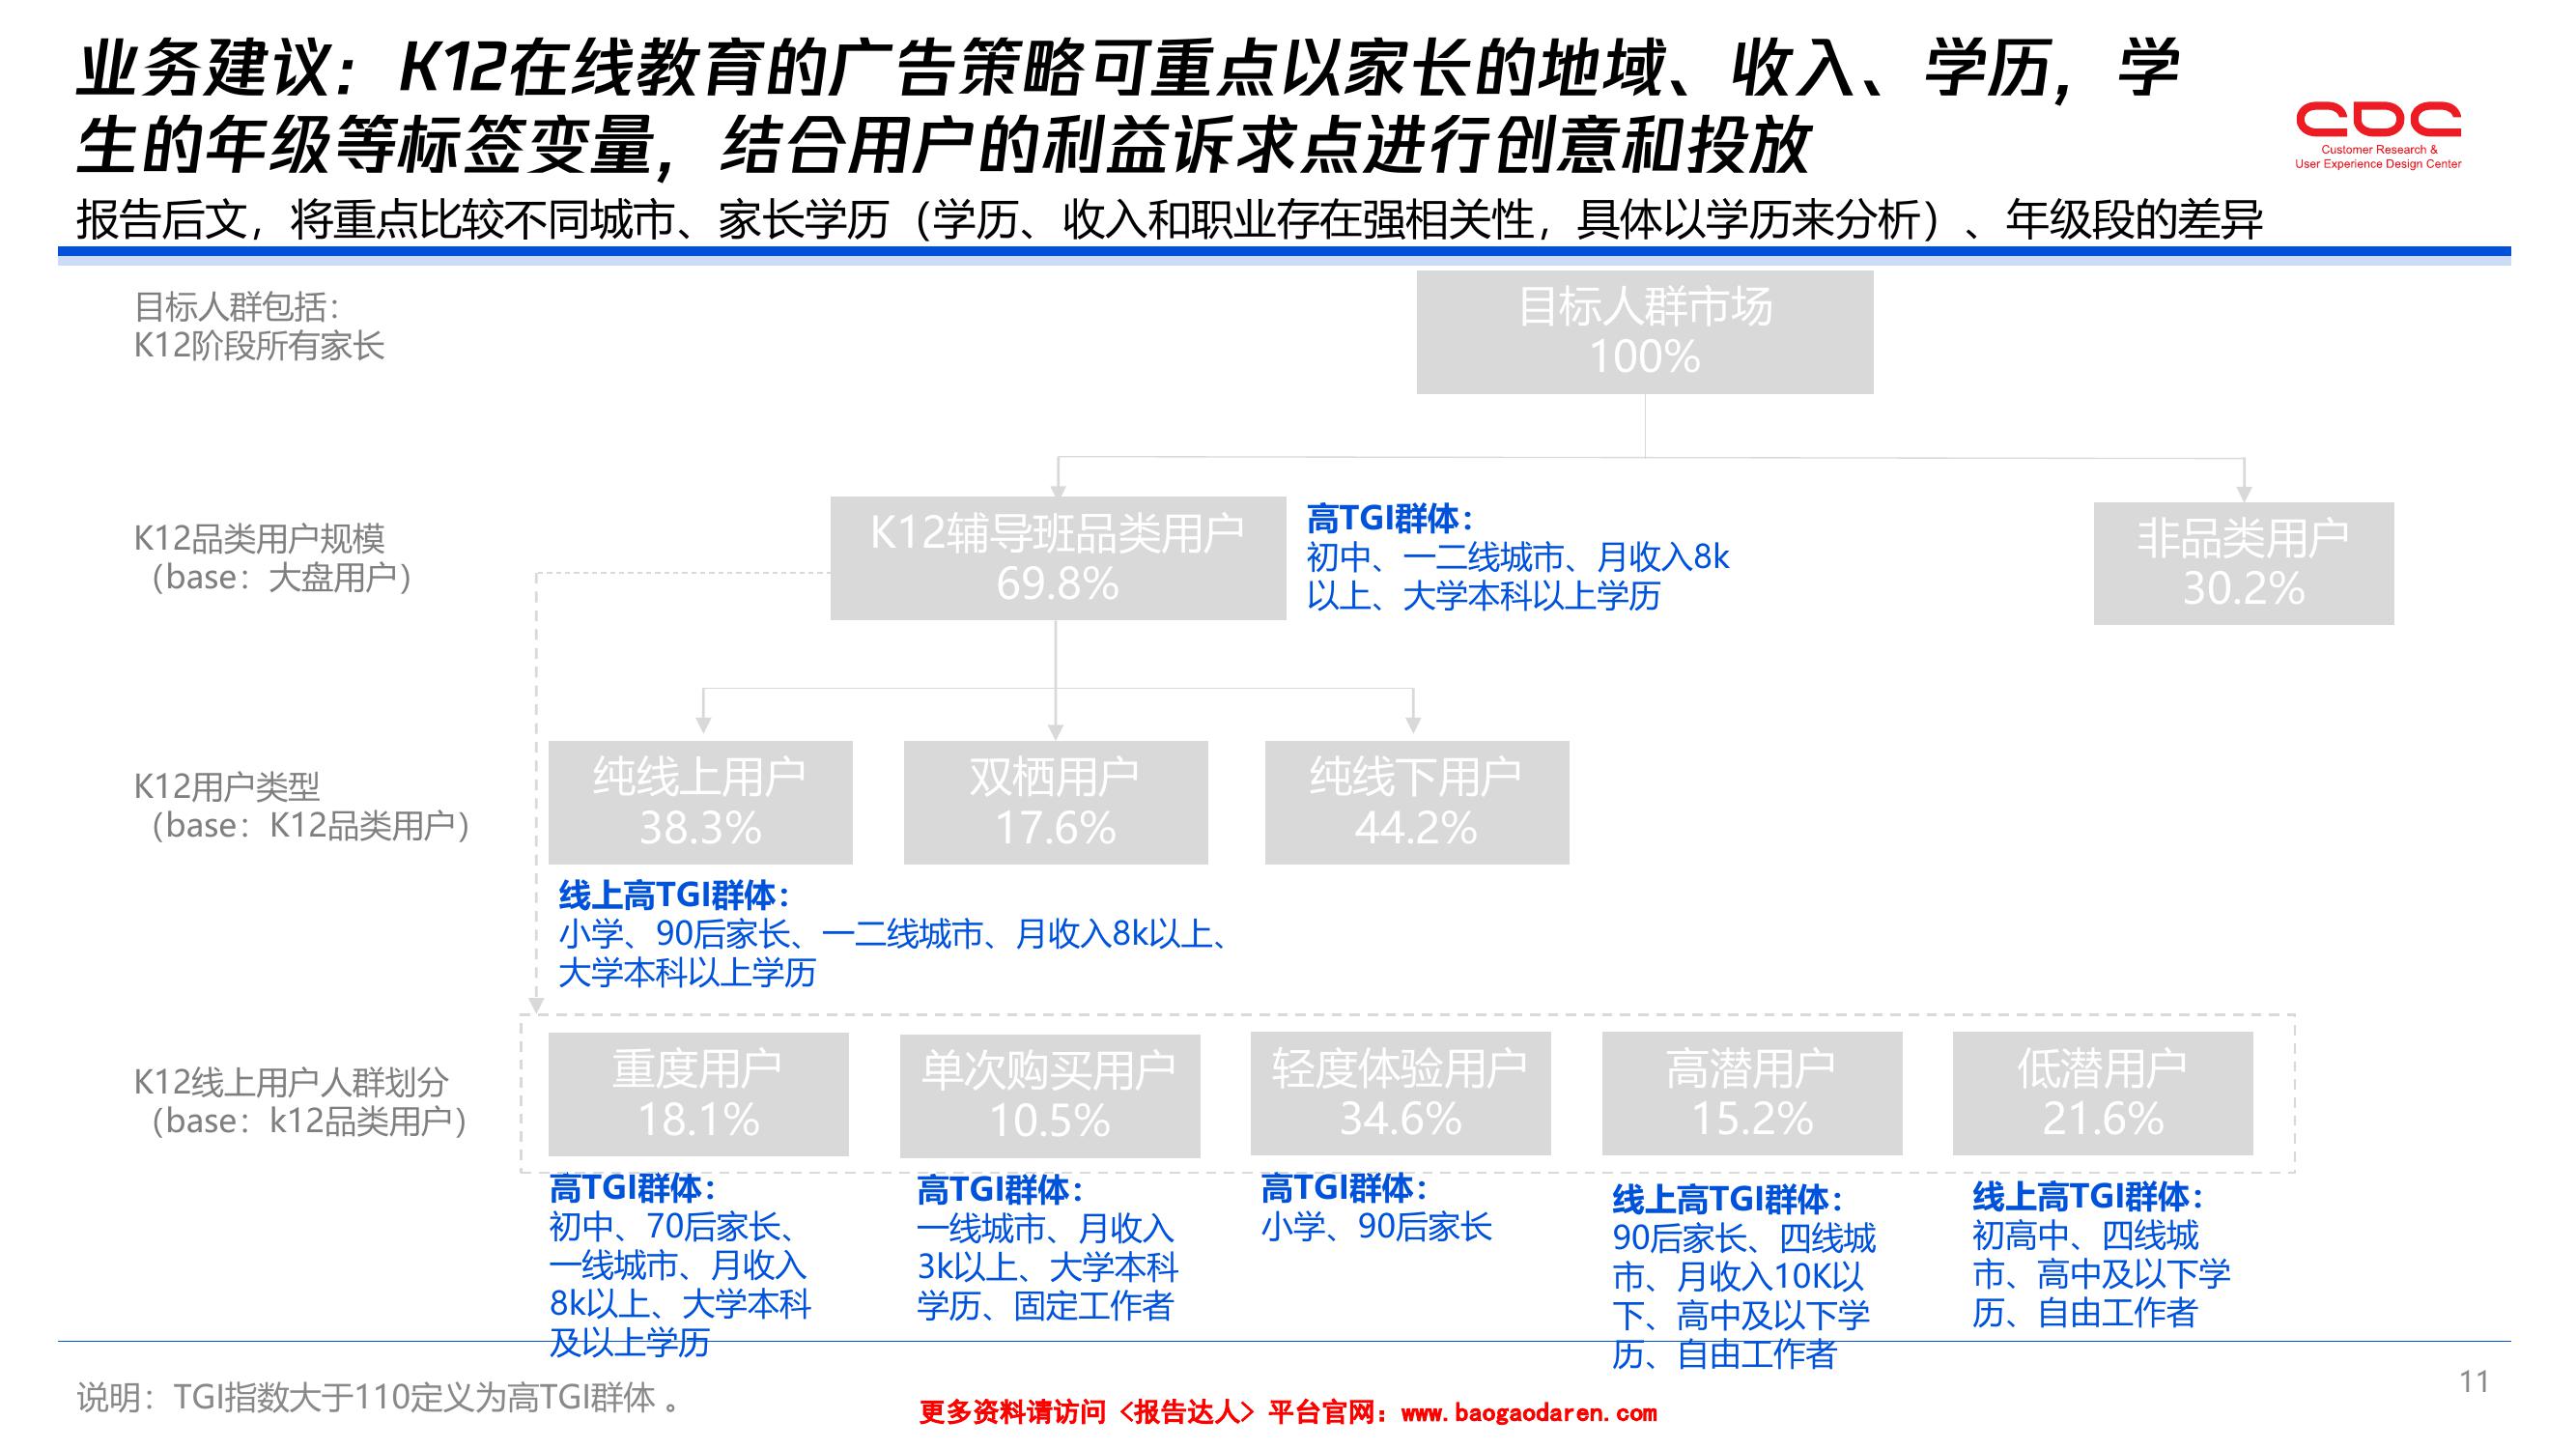 业务建议：K12在线教育的广告策略可重点以家长的地域、收入、学历，学
生的年级等标签变量，结合用户的利益诉求点进行创意和投放
CDC
Customer Research &
User Experience Design Center
报告后文，将重点比较不同城市、家长学历（学历、收入和职业存在强相关性，具体以学历来分析）、年级段的差异
目标人群包括：
K12阶段所有家长
目标人群市场
100%
K12品类用户规模
（base：大盘用户）
K12辅导班品类用户
69.8%
高TGI群体：
初中、一二线城市、月收入8k
以上、大学本科以上学历
非品类用户
30.2%
K12用户类型
（base：K12品类用户）
纯线上用户
38.3%
双栖用户
17.6%
纯线下用户
44.2%
线上高TGI群体：
小学、90后家长、一二线城市、月收入8k以上、
大学本科以上学历
K12线上用户人群划分
（base：k12品类用户）
重度用户
18.1%
单次购买用户
10.5%
轻度体验用户
34.6%
高潜用户
15.2%
低潜用户
21.6%
高TGI群体：
初中、70后家长、
一线城市、月收入
8k以上、大学本科
及以上学历
高TGI群体：
一线城市、月收入
3k以上、大学本科
学历、固定工作者
高TGI群体：
小学、90后家长
线上高TGI群体：
90后家长、四线城
市、月收入10K以
下、高中及以下学
历、自由工作者
线上高TGI群体：
初高中、四线城
市、高中及以下学
历、自由工作者
说明：TGI指数大于110定义为高TGI群体 。
更多资料请访问《报告达人》平台官网：www.baogaodaren.com
11